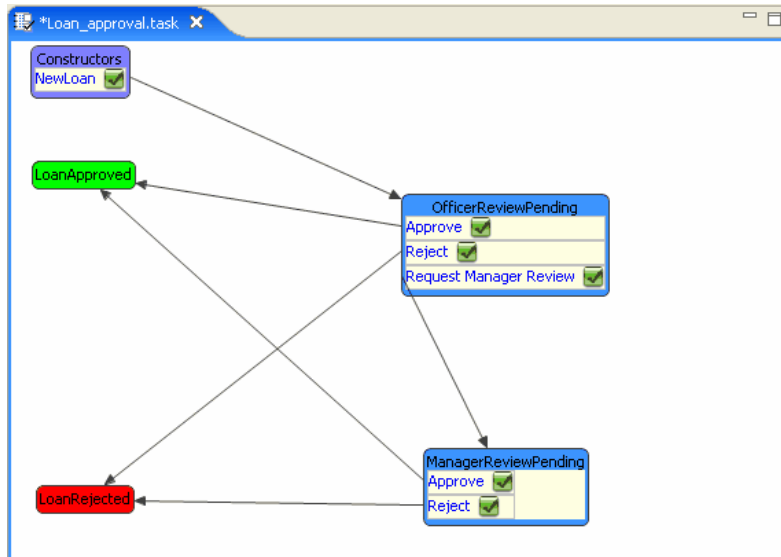 *Loan_approval.task
Constructors
NewLoan
LoanApproved
OfficerReviewPending
Approve
Reject
Request Manager Review
ManagerReviewPending
Approve
Reject
LoanRejected